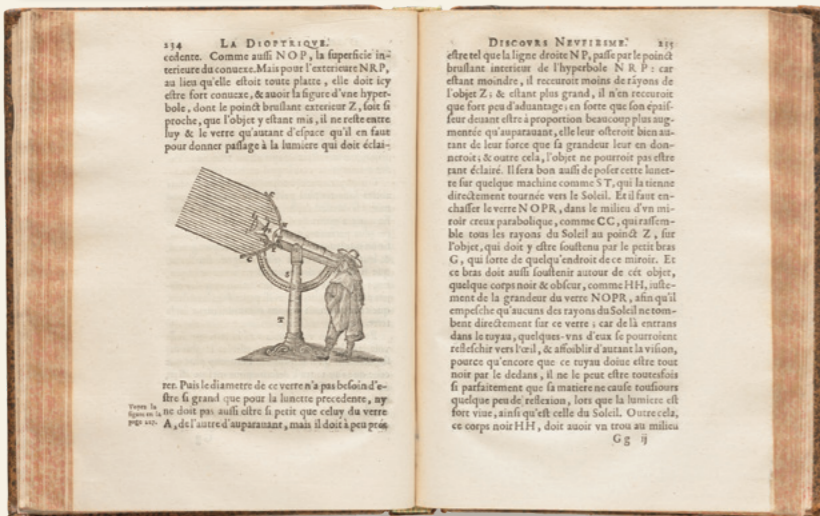 234 LA DIOPTRIQVE.
cedente. Comme aussi NOP, la superficie in-
terieure du conuexe. Mais pour l'exterieure NRP,
au lieu qu'elle estoit toute platte, elle doit icy
estre fort conuexe, & auoir la figure d'vne hyper-
bole, dont le poinct bruslant exterieur Z, soit si
proche, que l'objet y estant mis, il ne reste entre
luy & le verre qu'autant d'espace qu'il en faut
pour donner passage à la lumiere qui doit éclai-
S
T
rer. Puis le diametre de ce verre n'a pas besoin d'e-
stre si grand que pour la lunette precedente, ny
ne doit pas aussi estre si petit que celuy du verre
A, de l'autre d'auparauant, mais il doit à peu prés
Voyez la
figure en la
page 227.
DISCOVRS NEVFIESME. 235
estre tel que la ligne droite NP, passe par le poinct
bruslant interieur de l'hyperbole N R P : car
estant moindre, il receuroit moins de rayons de
l'objet Z; & estant plus grand, il n'en receuroit
que fort peu d'aduantage; en sorte que son épais-
seur deuant estre à proportion beaucoup plus aug-
mentée qu'auparauant, elle leur osteroit bien au-
tant de leur force que sa grandeur leur en don-
neroit; & outre cela, l'objet ne pourroit pas estre
tant éclairé. Il sera bon aussi de poser cette lunet-
te sur quelque machine comme ST, qui la tienne
directement tournée vers le Soleil. Et il faut en-
chasser le verre NOPR, dans le milieu d'vn mi-
roir creux parabolique, comme CC, qui rassem-
ble tous les rayons du Soleil au poinct Z, sur
l'objet, qui doit y estre soustenu par le petit bras
G, qui sorte de quelqu'endroit de ce miroir. Et
ce bras doit aussi soustenir autour de cét objet,
quelque corps noir & obscur, comme HH, iuste-
ment de la grandeur du verre NOPR, afin qu'il
empesche qu'aucuns des rayons du Soleil ne tom-
bent directement sur ce verre ; car de là entrans
dans le tuyau, quelques-vns d'eux se pourroient
refleschir vers l'œil, & affoiblir d'autant la vision,
pource qu'encore que ce tuyau doiue estre tout
noir par le dedans, il ne le peut estre toutesfois
si parfaitement que sa matiere ne cause tousiours
quelque peu de reflexion, lors que la lumiere est
fort viue, ainsi qu'est celle du Soleil. Outre cela,
ce corps noir HH, doit auoir vn trou au milieu
Gg ij